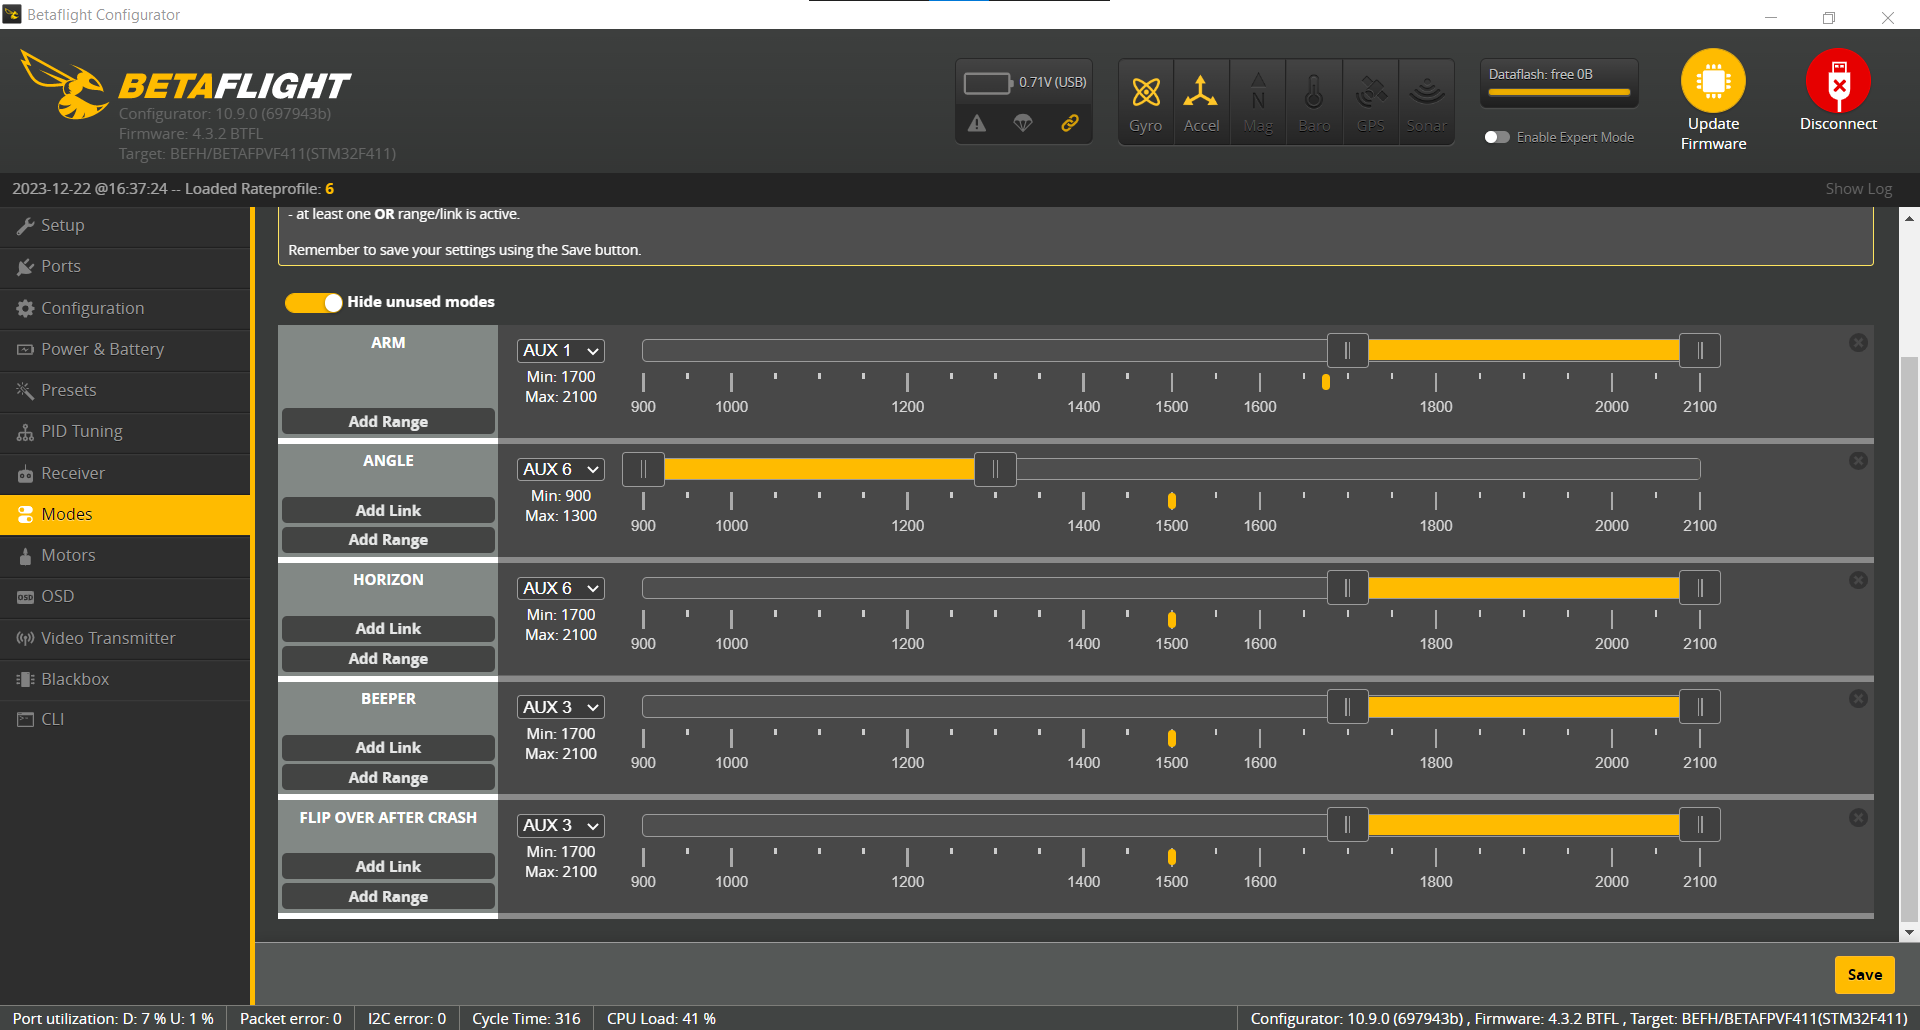 Betaflight Configurator
BETAFLIGHT
Configurator: 10.9.0 (697943b)
Firmware: 4.3.2 BTFL
Target: BEFH/BETAFPVF411(STM32F411)
0.71V (USB)
Gyro
Accel
Mag
Baro
GPS
Sonar
Dataflash: free 0B
Enable Expert Mode
Update
Firmware
Disconnect
2023-12-22 @16:37:24 -- Loaded Rateprofile: 6
Show Log
Setup
Ports
Configuration
Power & Battery
Presets
PID Tuning
Receiver
Modes
Motors
OSD
Video Transmitter
Blackbox
CLI
- at least one OR range/link is active.
Remember to save your settings using the Save button.
Hide unused modes
ARM
Add Range
AUX 1
Min: 1700
Max: 2100
900 1000 1200 1400 1500 1600 1800 2000 2100
ANGLE
Add Link
Add Range
AUX 6
Min: 900
Max: 1300
900 1000 1200 1400 1500 1600 1800 2000 2100
HORIZON
Add Link
Add Range
AUX 6
Min: 1700
Max: 2100
900 1000 1200 1400 1500 1600 1800 2000 2100
BEEPER
Add Link
Add Range
AUX 3
Min: 1700
Max: 2100
900 1000 1200 1400 1500 1600 1800 2000 2100
FLIP OVER AFTER CRASH
Add Link
Add Range
AUX 3
Min: 1700
Max: 2100
900 1000 1200 1400 1500 1600 1800 2000 2100
Save
Port utilization: D: 7 % U: 1 %
Packet error: 0
I2C error: 0
Cycle Time: 316
CPU Load: 41 %
Configurator: 10.9.0 (697943b) , Firmware: 4.3.2 BTFL , Target: BEFH/BETAFPVF411(STM32F411)